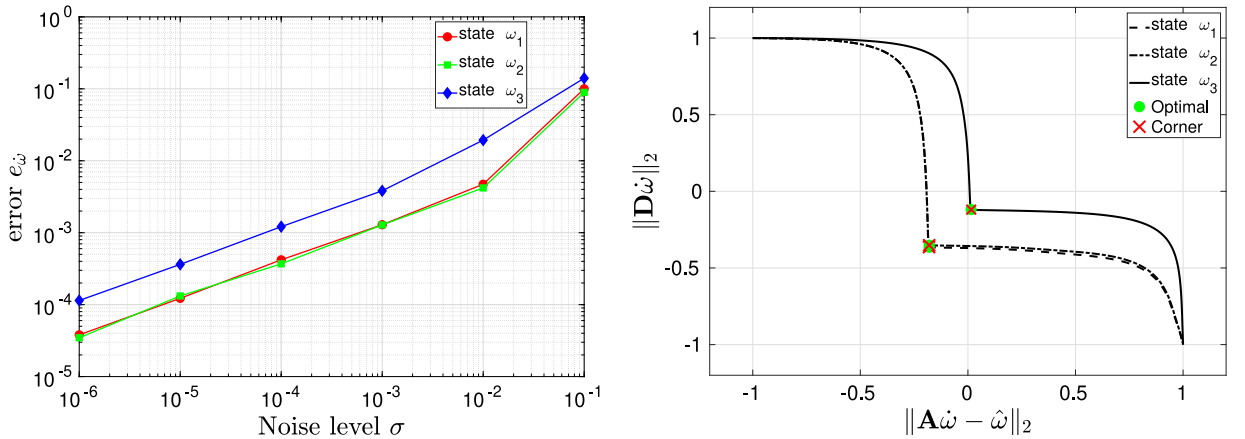 10^0
10^-1
10^-2
10^-3
10^-4
10^-5
error e_ω̇
10^-6
10^-5
10^-4
10^-3
10^-2
10^-1
Noise level σ
state ω_1
state ω_2
state ω_3
1
0.5
0
-0.5
-1
‖Dω̇‖_2
-1
-0.5
0
0.5
1
‖Aω̇ − ω̂‖_2
state ω_1
state ω_2
state ω_3
Optimal
Corner